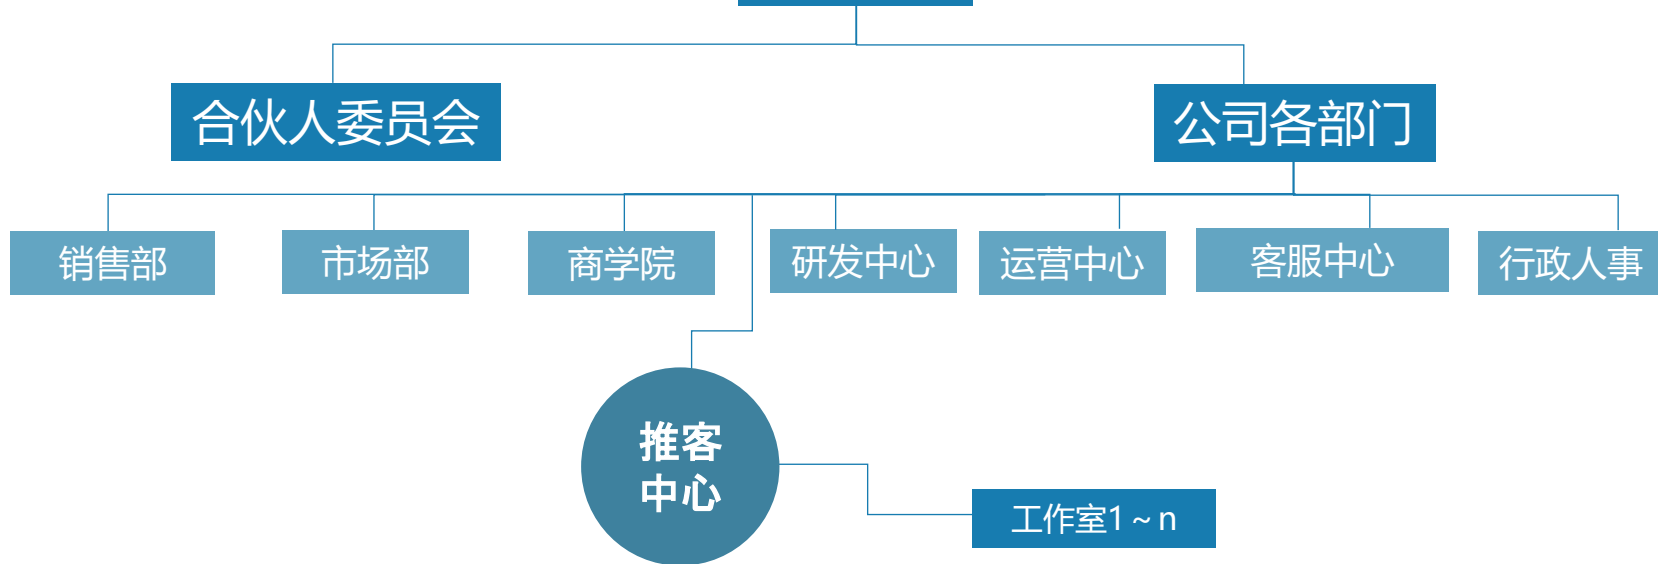 合伙人委员会
公司各部门
销售部
市场部
商学院
研发中心
运营中心
客服中心
行政人事
推客
中心
工作室1~n